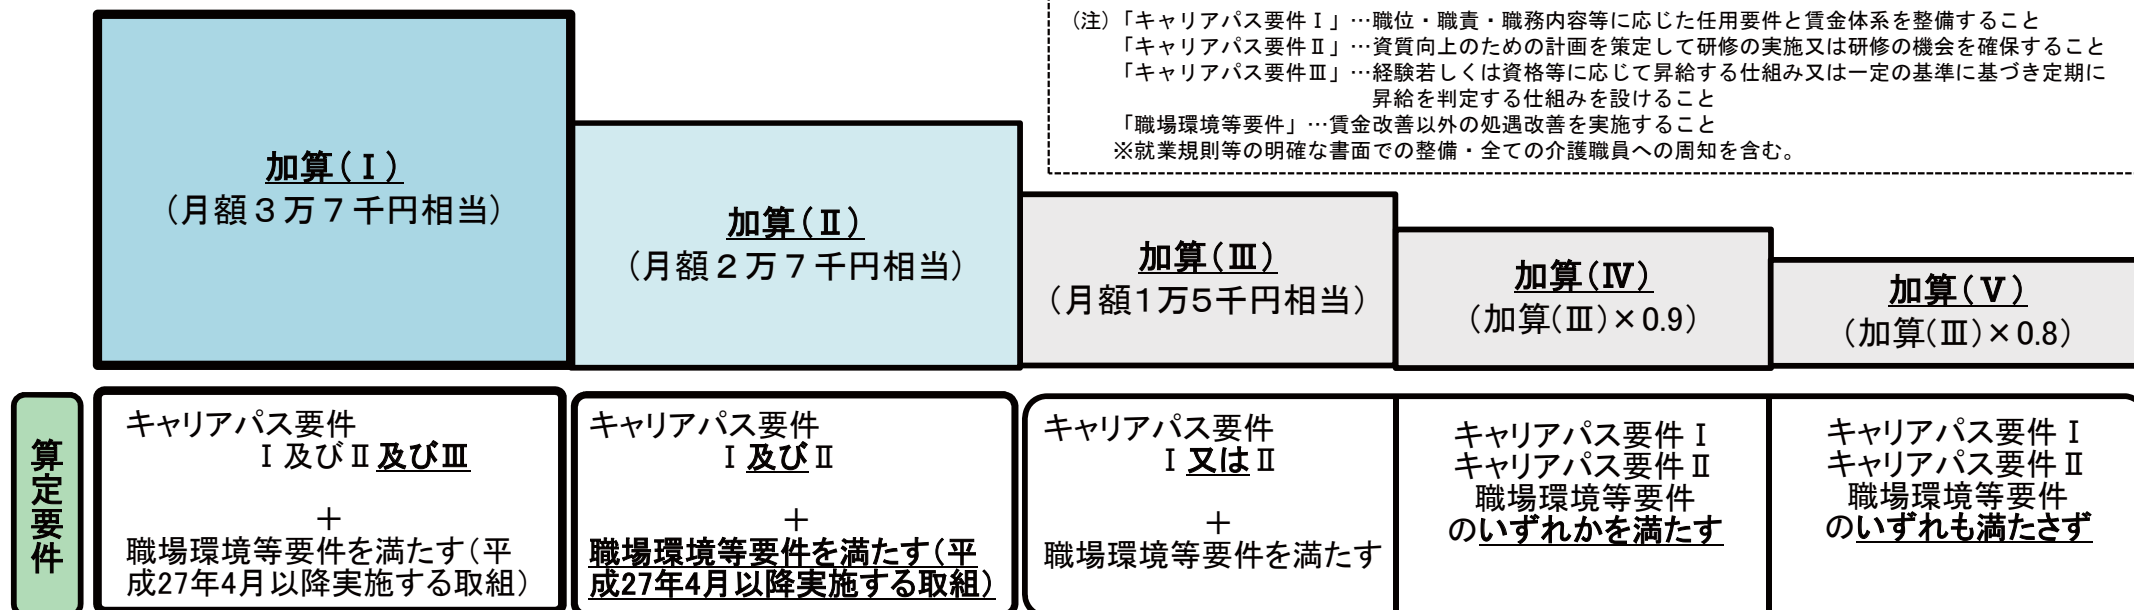 (注)「キャリアパス要件Ⅰ」…職位・職責・職務内容等に応じた任用要件と賃金体系を整備すること
「キャリアパス要件Ⅱ」…資質向上のための計画を策定して研修の実施又は研修の機会を確保すること
「キャリアパス要件Ⅲ」…経験若しくは資格等に応じて昇給する仕組み又は一定の基準に基づき定期に
昇給を判定する仕組みを設けること
「職場環境等要件」…賃金改善以外の処遇改善を実施すること
※就業規則等の明確な書面での整備・全ての介護職員への周知を含む。
加算(Ⅰ)
(月額３万７千円相当)
加算(Ⅱ)
(月額２万７千円相当)
加算(Ⅲ)
(月額1万5千円相当)
加算(Ⅳ)
(加算(Ⅲ)×0.9)
加算(Ⅴ)
(加算(Ⅲ)×0.8)
算定要件
キャリアパス要件
Ⅰ及びⅡ及びⅢ
＋
職場環境等要件を満たす(平
成27年4月以降実施する取組)
キャリアパス要件
Ⅰ及びⅡ
＋
職場環境等要件を満たす(平
成27年4月以降実施する取組)
キャリアパス要件
Ⅰ又はⅡ
＋
職場環境等要件を満たす
キャリアパス要件Ⅰ
キャリアパス要件Ⅱ
職場環境等要件
のいずれかを満たす
キャリアパス要件Ⅰ
キャリアパス要件Ⅱ
職場環境等要件
のいずれも満たさず